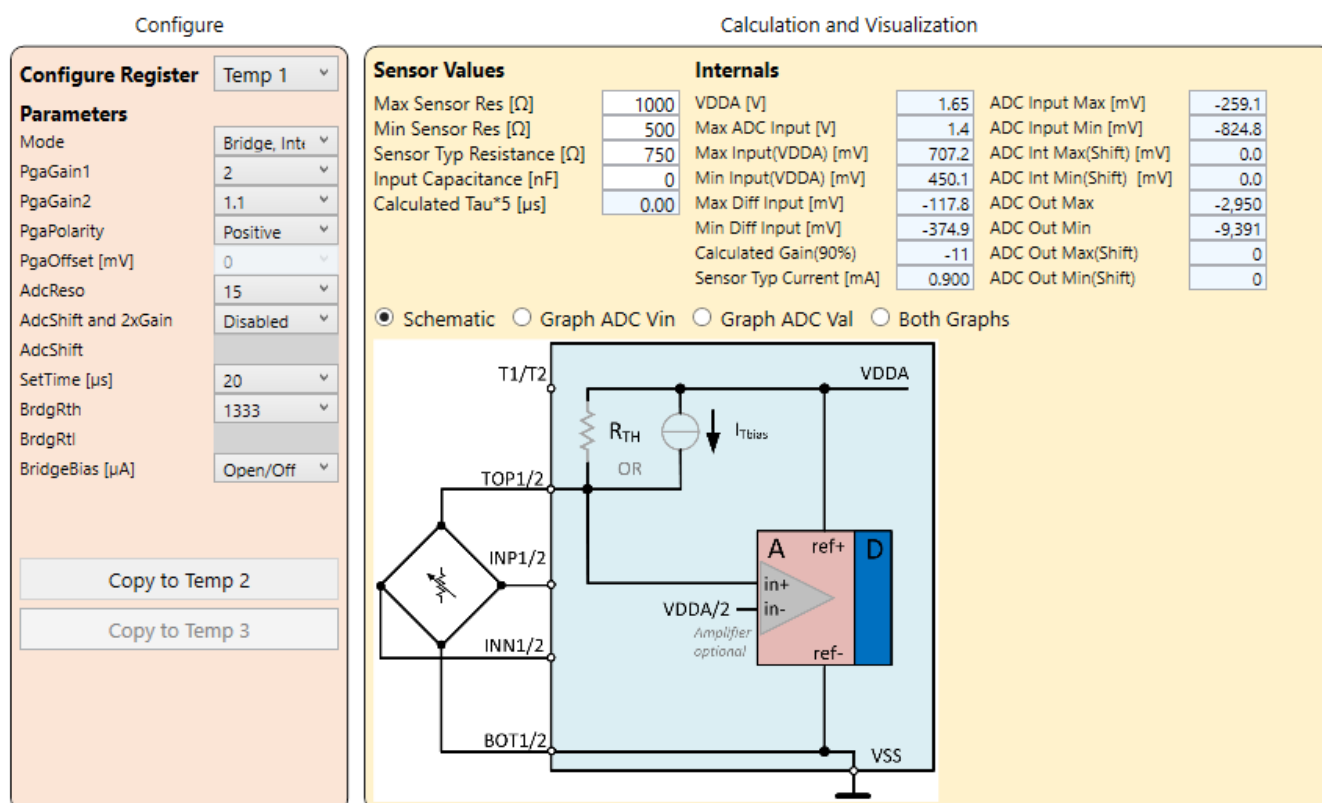 Configure
Calculation and Visualization
Configure Register Temp 1
Parameters
Mode Bridge, Inte
PgaGain1 2
PgaGain2 1.1
PgaPolarity Positive
PgaOffset [mV] 0
AdcReso 15
AdcShift and 2xGain Disabled
AdcShift
SetTime [µs] 20
BrdgRth 1333
BrdgRtl
BridgeBias [µA] Open/Off
Copy to Temp 2
Copy to Temp 3
Sensor Values
Max Sensor Res [Ω] 1000
Min Sensor Res [Ω] 500
Sensor Typ Resistance [Ω] 750
Input Capacitance [nF] 0
Calculated Tau*5 [µs] 0.00
Internals
VDDA [V] 1.65
Max ADC Input [V] 1.4
Max Input(VDDA) [mV] 707.2
Min Input(VDDA) [mV] 450.1
Max Diff Input [mV] -117.8
Min Diff Input [mV] -374.9
Calculated Gain(90%) -11
Sensor Typ Current [mA] 0.900
ADC Input Max [mV] -259.1
ADC Input Min [mV] -824.8
ADC Int Max(Shift) [mV] 0.0
ADC Int Min(Shift) [mV] 0.0
ADC Out Max -2,950
ADC Out Min -9,391
ADC Out Max(Shift) 0
ADC Out Min(Shift) 0
Schematic Graph ADC Vin Graph ADC Val Both Graphs
T1/T2
VDDA
RTH
ITbias
OR
TOP1/2
A ref+ D
INP1/2
in+
VDDA/2 in-
Amplifier
optional
ref-
INN1/2
BOT1/2
VSS